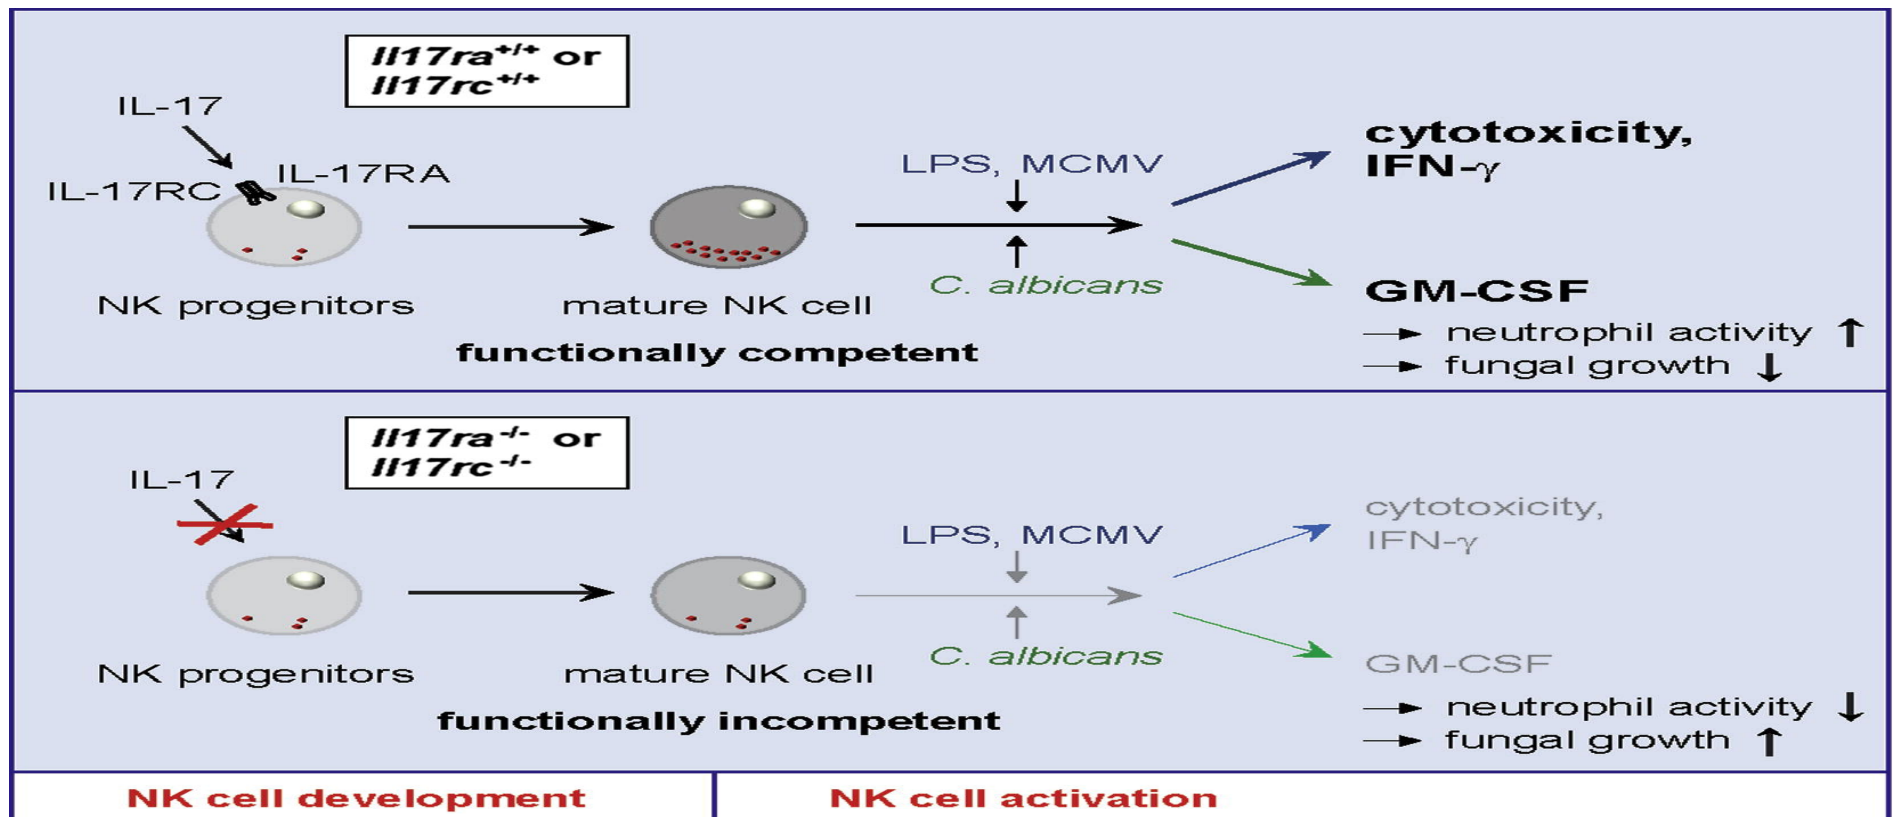 Il17ra+/+ or
Il17rc+/+
IL-17
IL-17RC
IL-17RA
NK progenitors
mature NK cell
functionally competent
LPS, MCMV
C. albicans
cytotoxicity,
IFN-γ
GM-CSF
→ neutrophil activity ↑
→ fungal growth ↓
Il17ra-/- or
Il17rc-/-
IL-17
NK progenitors
mature NK cell
functionally incompetent
LPS, MCMV
C. albicans
cytotoxicity,
IFN-γ
GM-CSF
→ neutrophil activity ↓
→ fungal growth ↑
NK cell development
NK cell activation